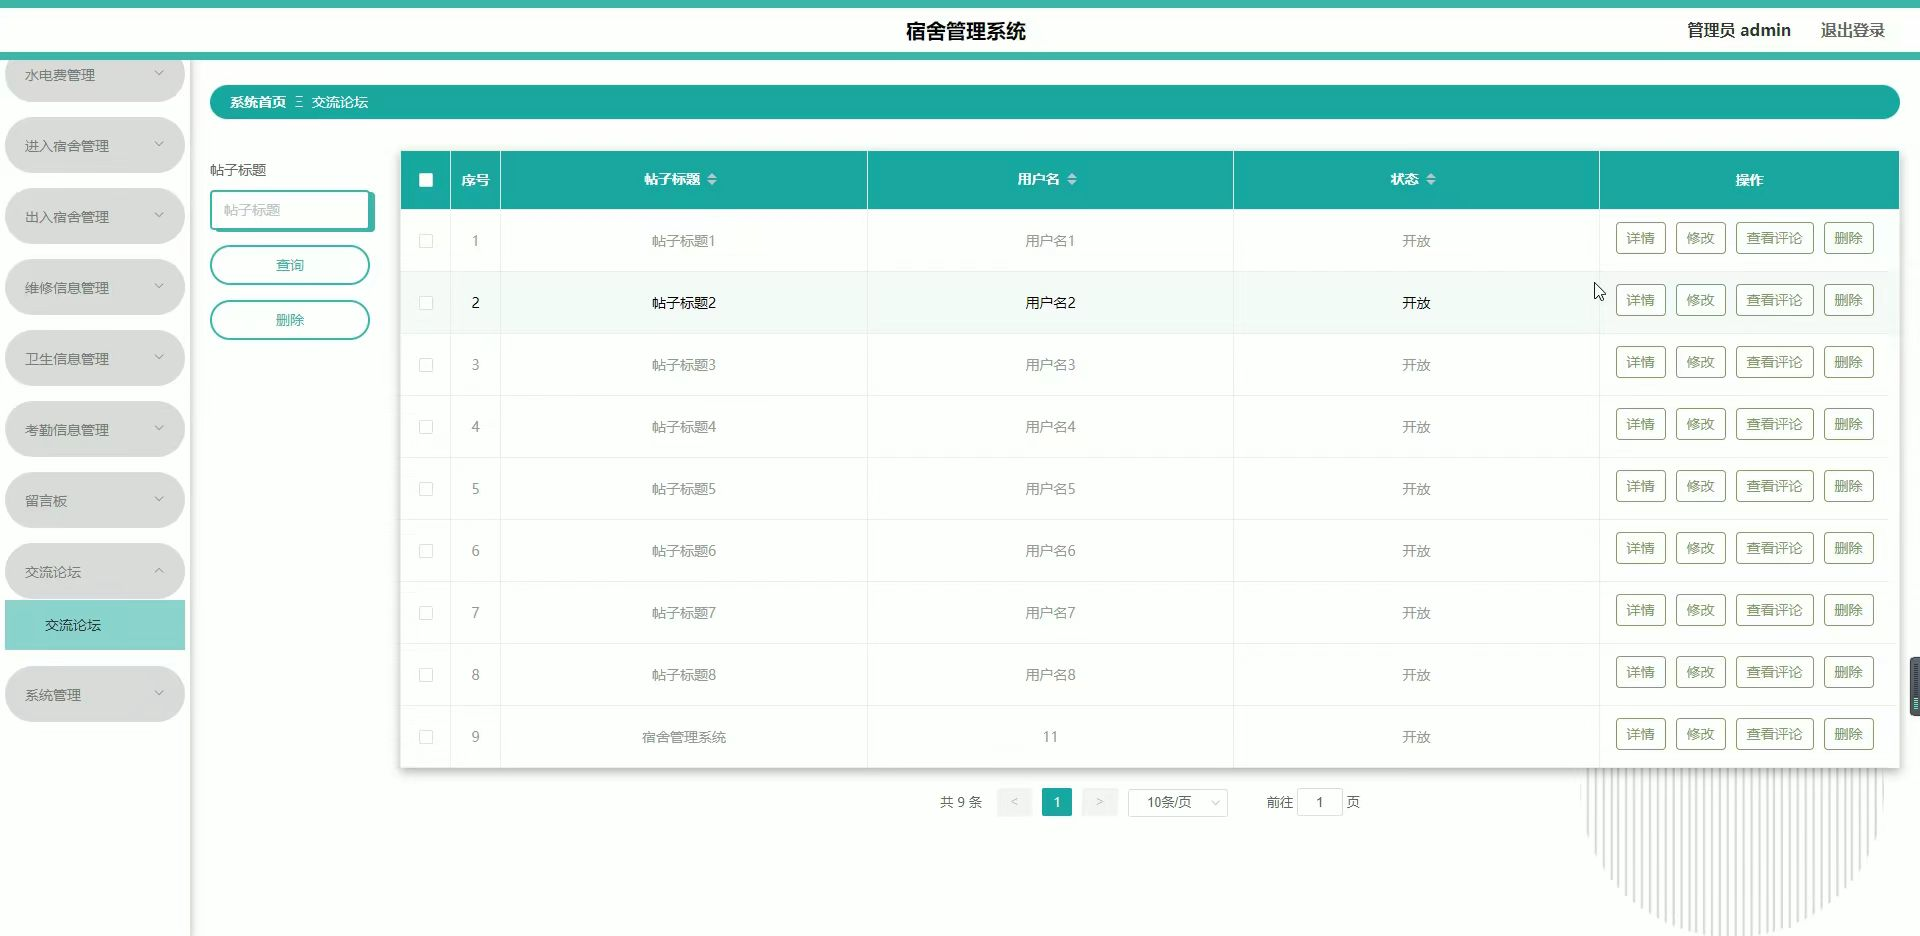 宿舍管理系统
管理员 admin 退出登录
水电费管理
进入宿舍管理
出入宿舍管理
维修信息管理
卫生信息管理
考勤信息管理
留言板
交流论坛
交流论坛
系统管理
系统首页 Ξ 交流论坛
帖子标题
帖子标题
查询
删除
序号 帖子标题 用户名 状态 操作
1 帖子标题1 用户名1 开放 详情 修改 查看评论 删除
2 帖子标题2 用户名2 开放 详情 修改 查看评论 删除
3 帖子标题3 用户名3 开放 详情 修改 查看评论 删除
4 帖子标题4 用户名4 开放 详情 修改 查看评论 删除
5 帖子标题5 用户名5 开放 详情 修改 查看评论 删除
6 帖子标题6 用户名6 开放 详情 修改 查看评论 删除
7 帖子标题7 用户名7 开放 详情 修改 查看评论 删除
8 帖子标题8 用户名8 开放 详情 修改 查看评论 删除
9 宿舍管理系统 11 开放 详情 修改 查看评论 删除
共 9 条 < 1 > 10条/页 前往 1 页